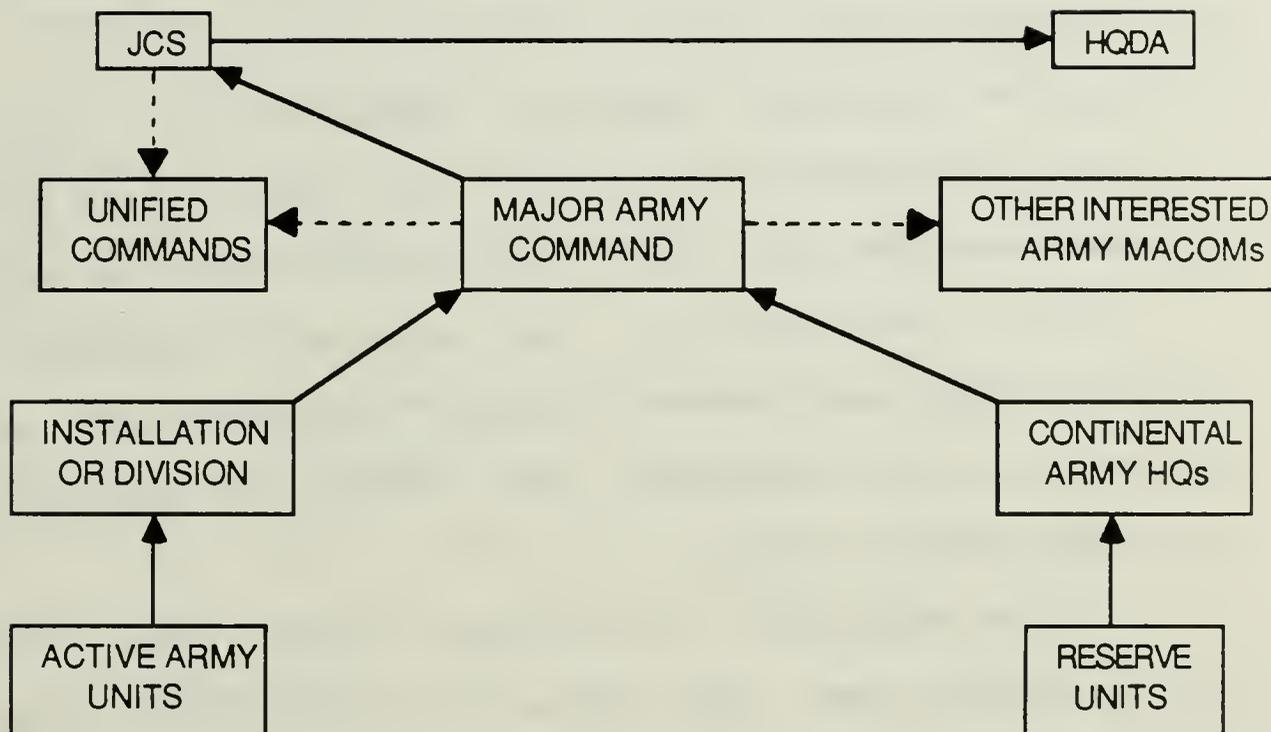 JCS
HQDA
UNIFIED
COMMANDS
MAJOR ARMY
COMMAND
OTHER INTERESTED
ARMY MACOMs
INSTALLATION
OR DIVISION
CONTINENTAL
ARMY HQs
ACTIVE ARMY
UNITS
RESERVE
UNITS